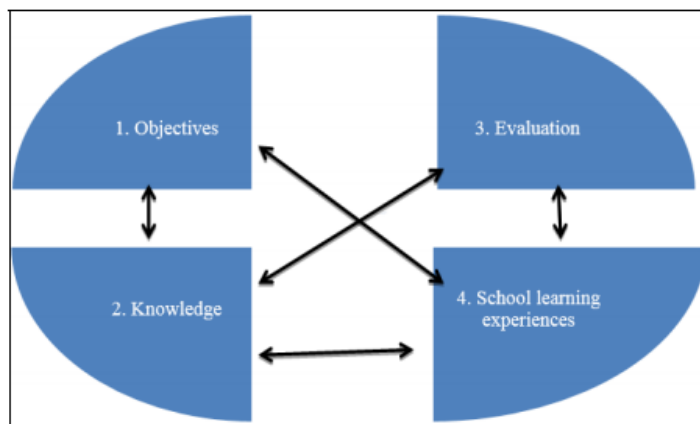 1. Objectives
3. Evaluation
2. Knowledge
4. School learning
experiences